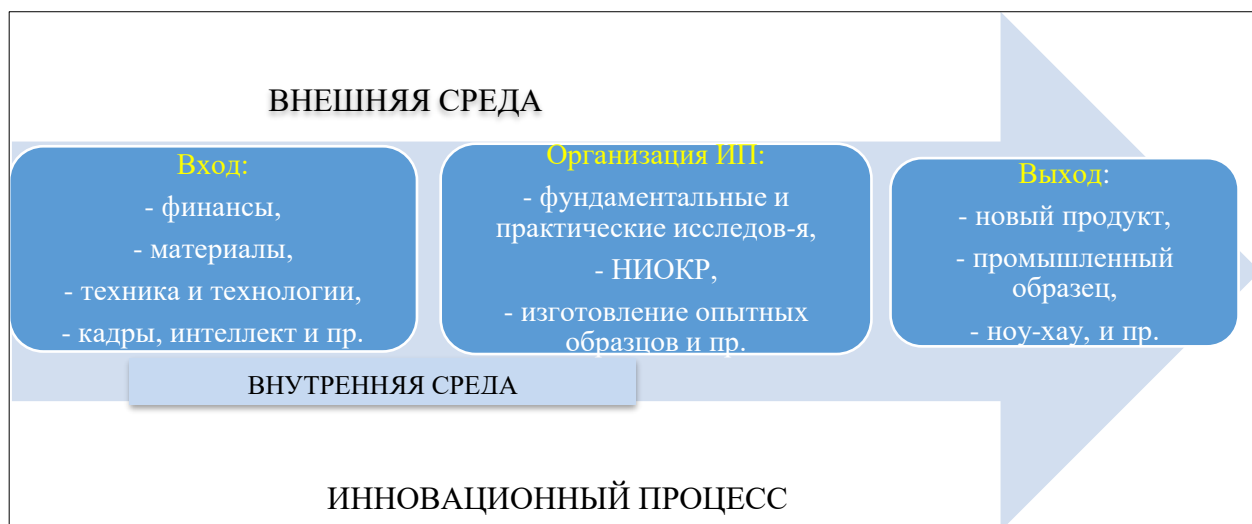 ВНЕШНЯЯ СРЕДА
Вход:
- финансы,
- материалы,
- техника и технологии,
- кадры, интеллект и пр.
Организация ИП:
- фундаментальные и
практические исследов-я,
- НИОКР,
- изготовление опытных
образцов и пр.
Выход:
- новый продукт,
- промышленный
образец,
- ноу-хау, и пр.
ВНУТРЕННЯЯ СРЕДА
ИННОВАЦИОННЫЙ ПРОЦЕСС